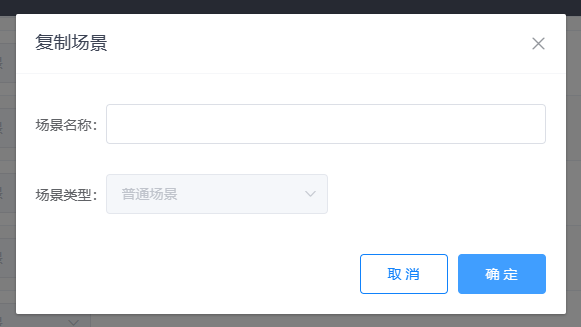 复制场景
场景名称：
场景类型： 普通场景
取 消 确 定